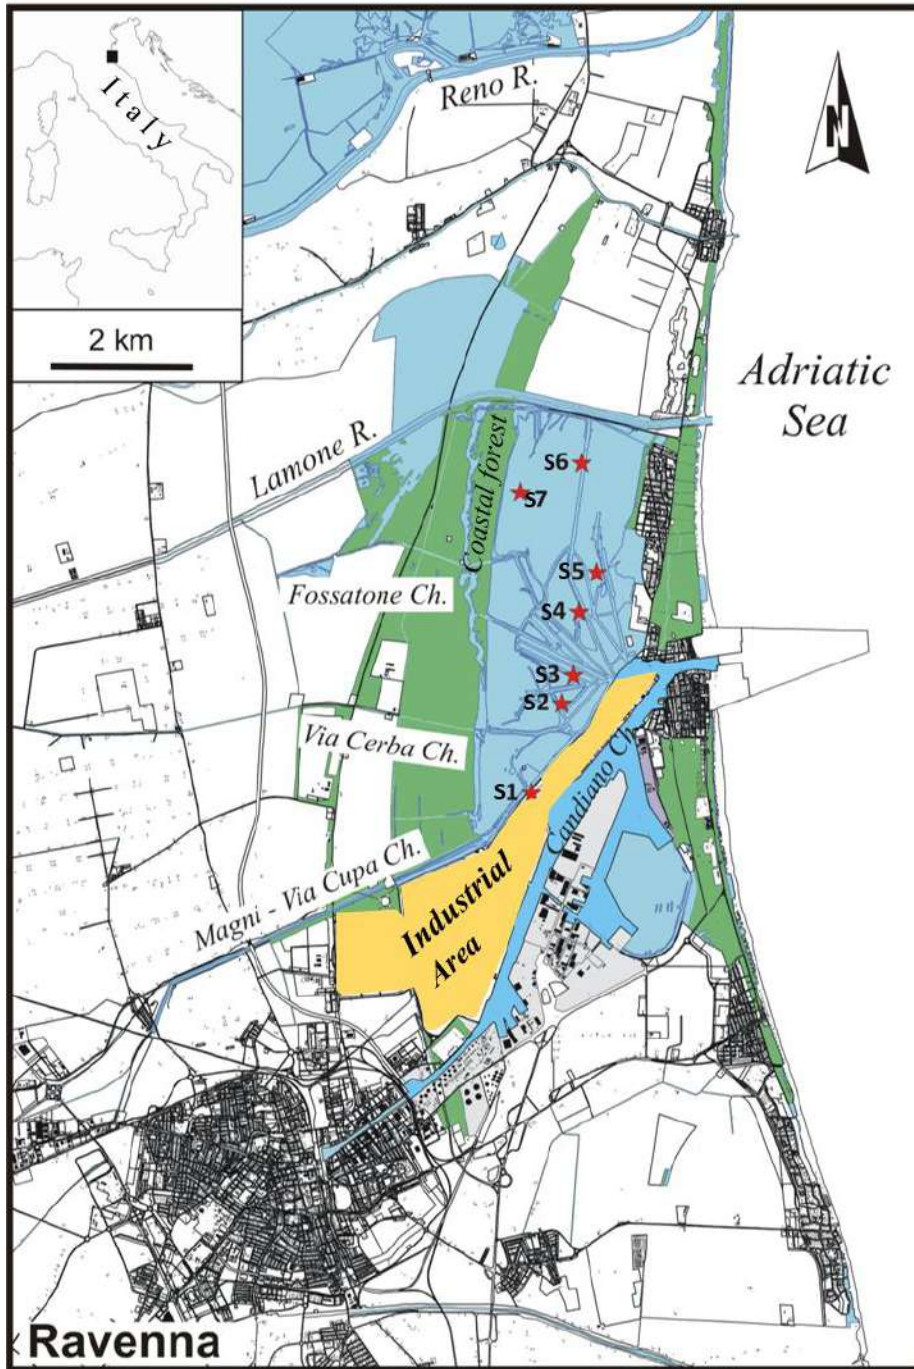 Italy
Reno R.
N
2 km
Adriatic
Sea
Lamone R.
Coastal forest
S6
S7
S5
Fossatone Ch.
S4
S3
S2
Via Cerba Ch.
S1
Candiano Ch.
Magni - Via Cupa Ch.
Industrial
Area
Ravenna